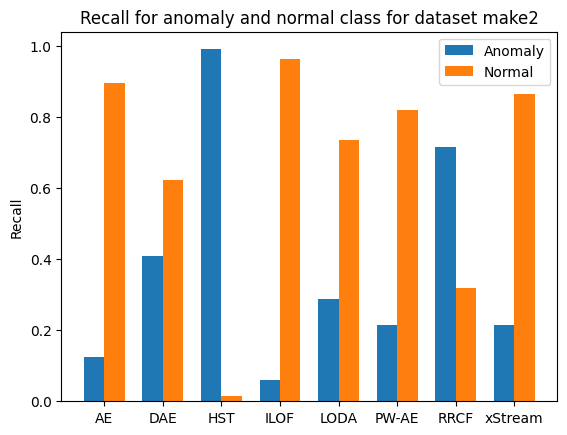 Recall for anomaly and normal class for dataset make2
Anomaly
Normal
Recall
1.0
0.8
0.6
0.4
0.2
0.0
AE DAE HST ILOF LODA PW-AE RRCF xStream